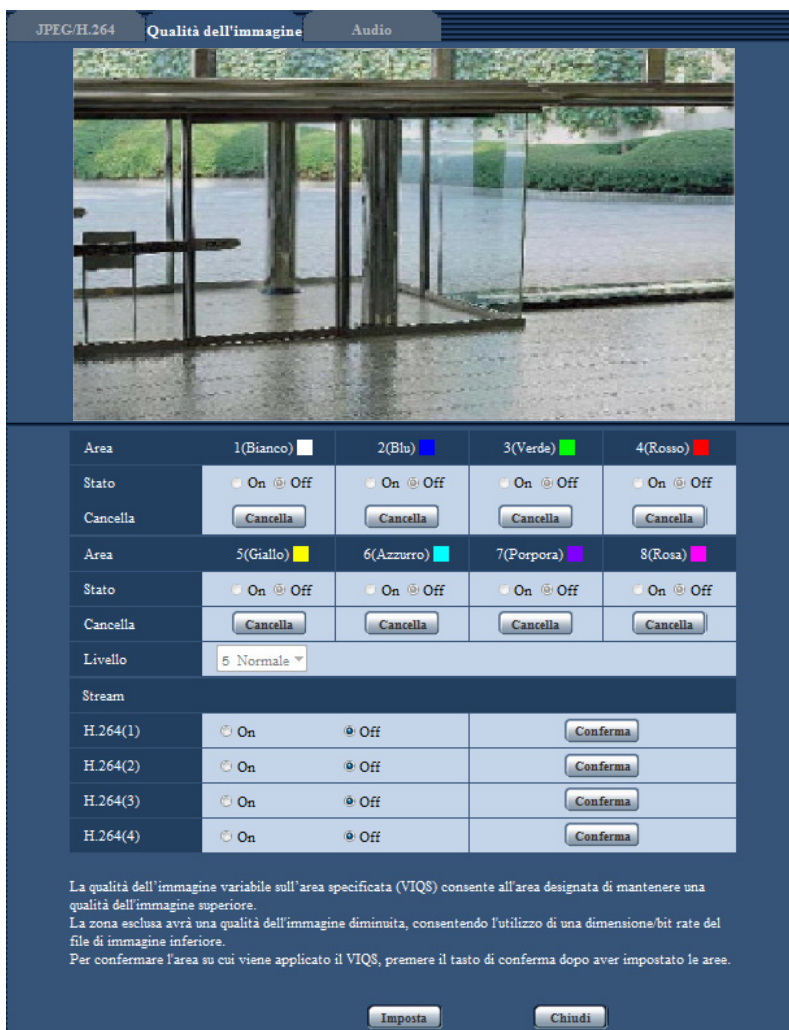 JPEG/H.264 Qualità dell'immagine Audio
Area 1(Bianco) 2(Blu) 3(Verde) 4(Rosso)
Stato On Off On Off On Off On Off
Cancella Cancella Cancella Cancella Cancella
Area 5(Giallo) 6(Azzurro) 7(Porpora) 8(Rosa)
Stato On Off On Off On Off On Off
Cancella Cancella Cancella Cancella Cancella
Livello 5 Normale
Stream
H.264(1) On Off Conferma
H.264(2) On Off Conferma
H.264(3) On Off Conferma
H.264(4) On Off Conferma
La qualità dell’immagine variabile sull’area specificata (VIQS) consente all'area designata di mantenere una
qualità dell'immagine superiore.
La zona esclusa avrà una qualità dell'immagine diminuita, consendendo l'utilizzo di una dimensione/bit rate del
file di immagine inferiore.
Per confermare l'area su cui viene applicato il VIQS, premere il tasto di conferma dopo aver impostato le aree.
Imposta Chiudi